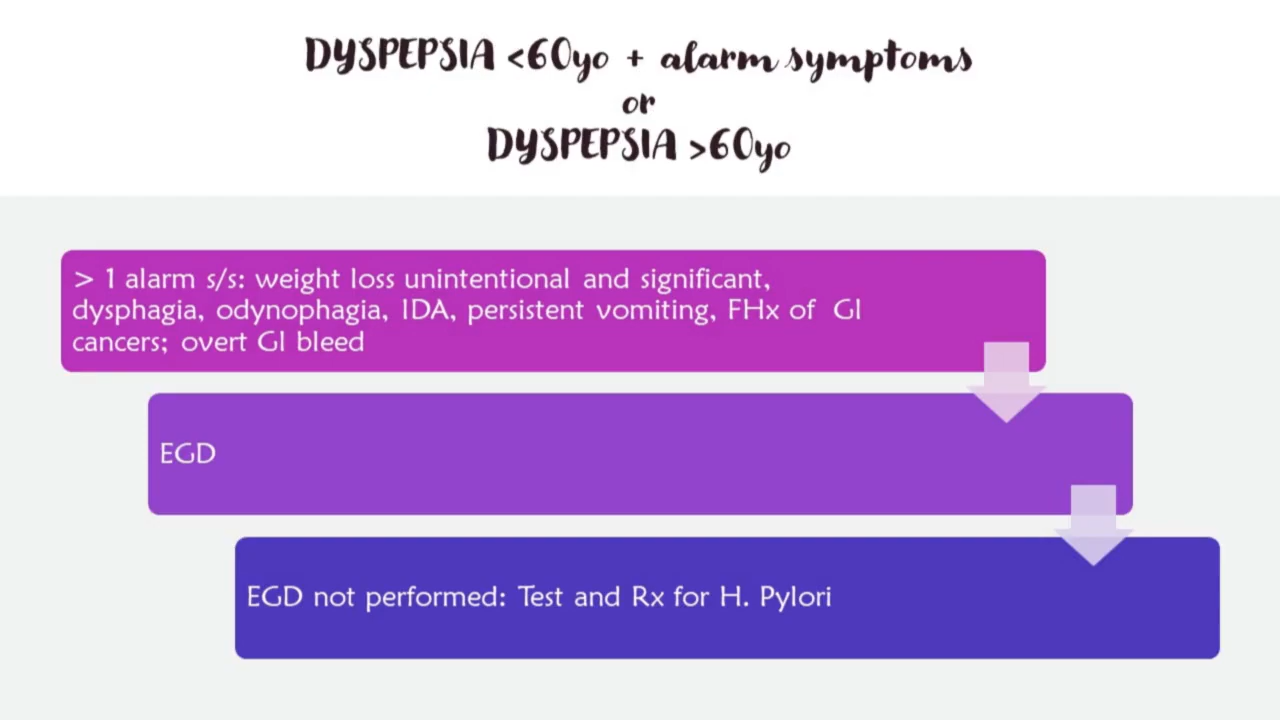 DYSPEPSIA <60yo + alarm symptoms
or
DYSPEPSIA >60yo
> 1 alarm s/s: weight loss unintentional and significant,
dysphagia, odynophagia, IDA, persistent vomiting, FHx of GI
cancers; overt GI bleed
EGD
EGD not performed: Test and Rx for H. Pylori